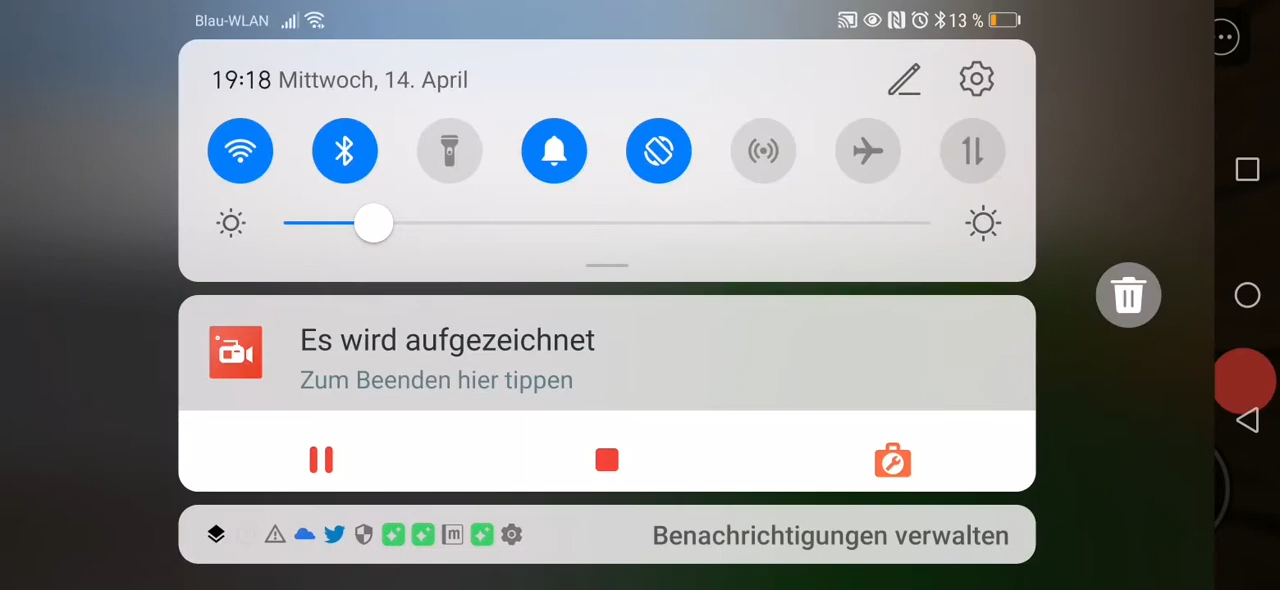 Blau-WLAN
13 %
19:18 Mittwoch, 14. April
Es wird aufgezeichnet
Zum Beenden hier tippen
m
Benachrichtigungen verwalten